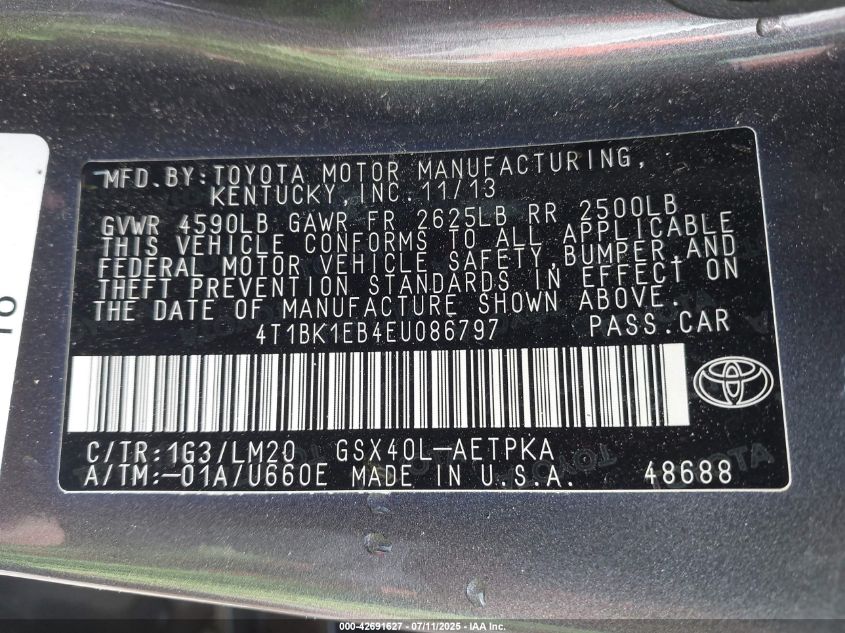 MFD.BY:TOYOTA MOTOR MANUFACTURING,
KENTUCKY,INC. 11/13
GVWR 4590LB GAWR FR 2625LB RR 2500LB
THIS VEHICLE CONFORMS TO ALL APPLICABLE
FEDERAL MOTOR VEHICLE SAFETY,BUMPER,AND
THEFT PREVENTION STANDARDS IN EFFECT ON
THE DATE OF MANUFACTURE SHOWN ABOVE.
4T1BK1EB4EU086797 PASS.CAR
C/TR:1G3/LM20 GSX40L-AETPKA
A/TM:-01A/U660E MADE IN U.S.A. 48688
000-42691627 - 07/11/2025 - IAA Inc.